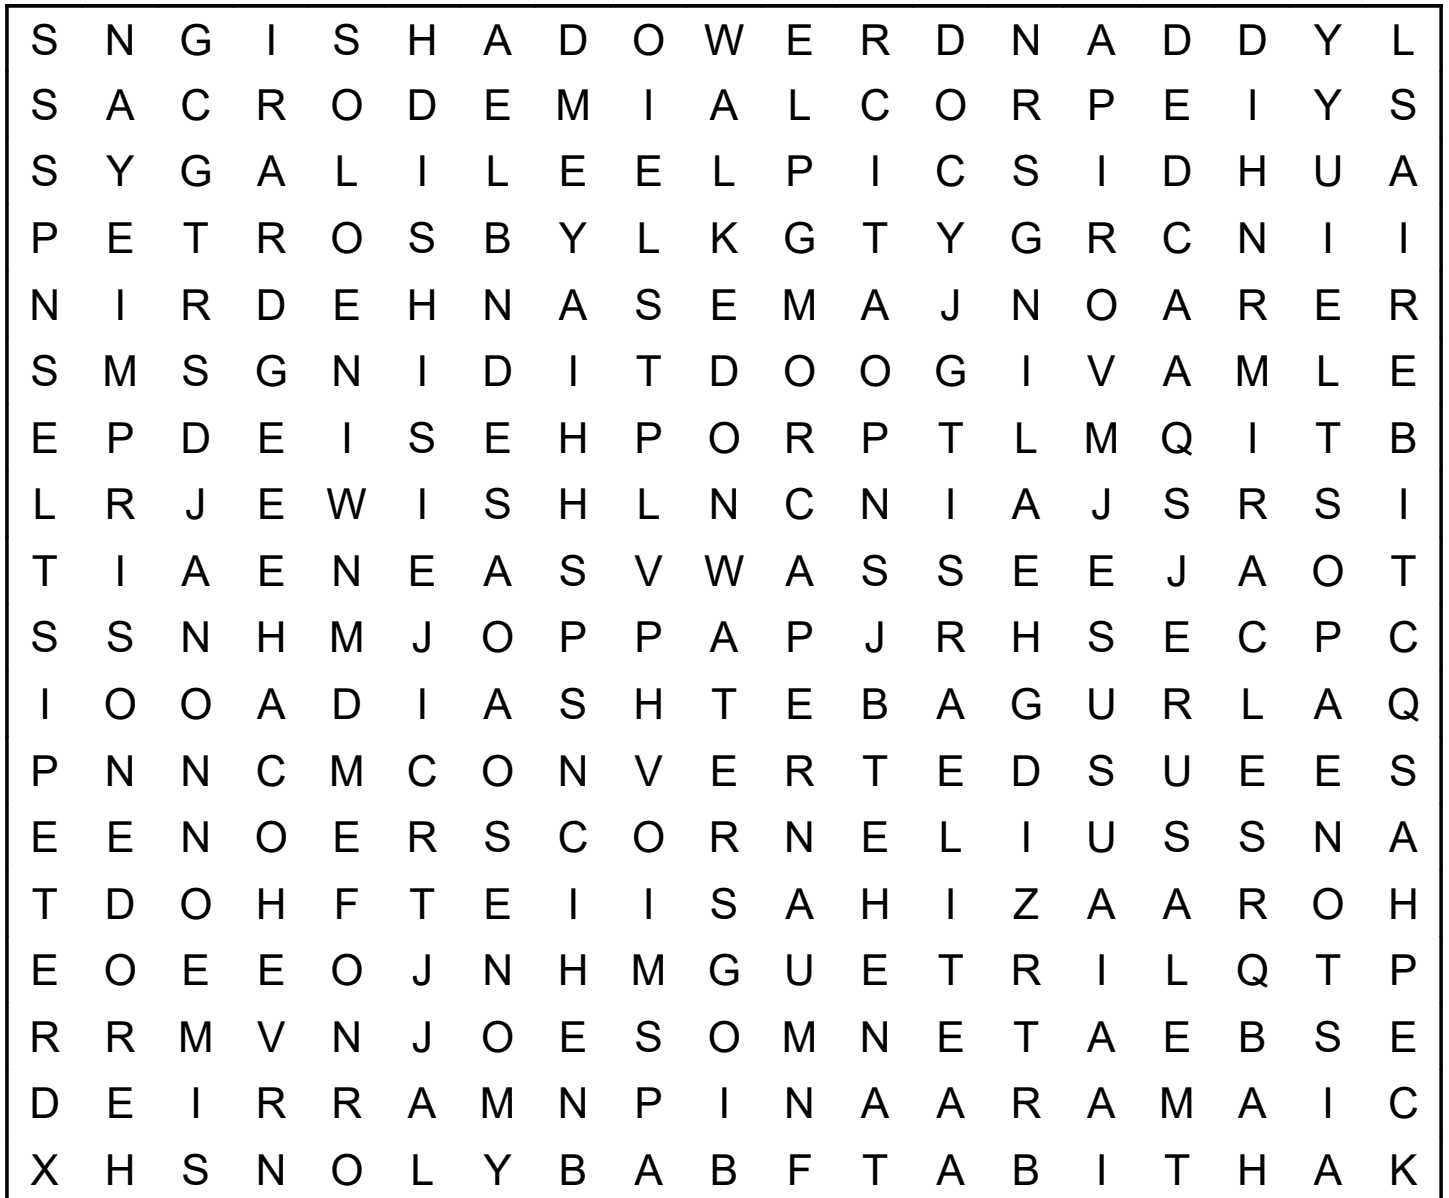 S N G I S H A D O W E R D N A D D Y L
S A C R O D E M I A L C O R P E I Y S
S Y G A L I L E E L P I C S I D H U A
P E T R O S B Y L K G T Y G R C N I I
N I R D E H N A S E M A J N O A R E R
S M S G N I D I T D O O G I V A M L E
E P D E I S E H P O R P T L M Q I T B
L R J E W I S H L N C N I A J S R S I
T I A E N E A S V W A S S E E J A O T
S S N H M J O P P A P J R H S E C P C
I O O A D I A S H T E B A G U R L A Q
P N N C M C O N V E R T E D S U E E S
E E N O E R S C O R N E L I U S S N A
T D O H F T E I I S A H I Z A A R O H
E O E E O J N H M G U E T R I L Q T P
R R M V N J O E S O M N E T A E B S E
D E I R R A M N P I N A A R A M A I C
X H S N O L Y B A B F T A B I T H A K